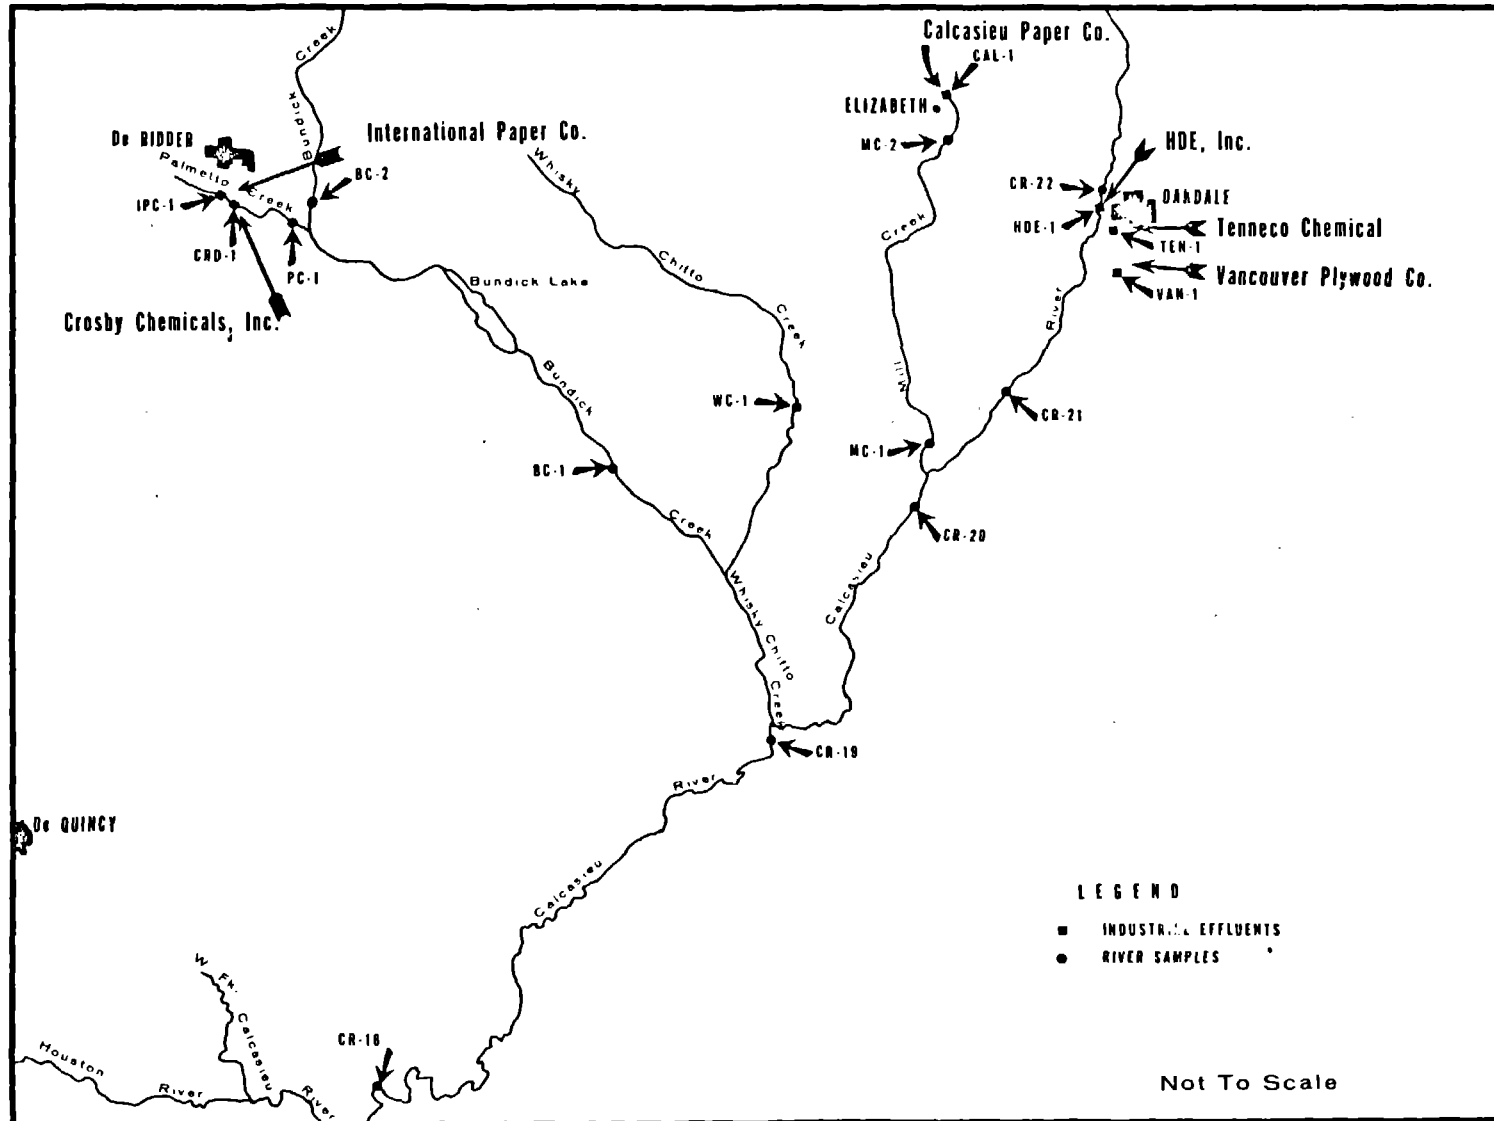 Calcasieu Paper Co.
CAL-1
ELIZABETH
MC-2
Creek
Bundick
De RIDDER
International Paper Co.
BC-2
Palmetto Creek
IPC-1
CRD-1
PC-1
Crosby Chemicals, Inc.
Whisky
Chitto
Creek
Bundick Lake
Bundick
Creek
WC-1
BC-1
HDE, Inc.
CR-22
OAKDALE
HDE-1
Tenneco Chemical
TEN-1
Vancouver Plywood Co.
VAN-1
Creek
Mill
River
MC-1
CR-21
CR-20
Calcasieu
Whisky Chitto
Creek
CR-19
River
De QUINCY
Calcasieu
LEGEND
EFFLUENTS
RIVER SAMPLES
W. Fk.
Calcasieu
Houston
River
River
CR-18
Not To Scale